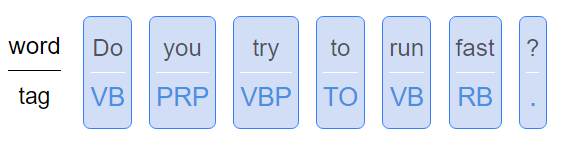 word Do you try to run fast ?
tag VB PRP VBP TO VB RB .